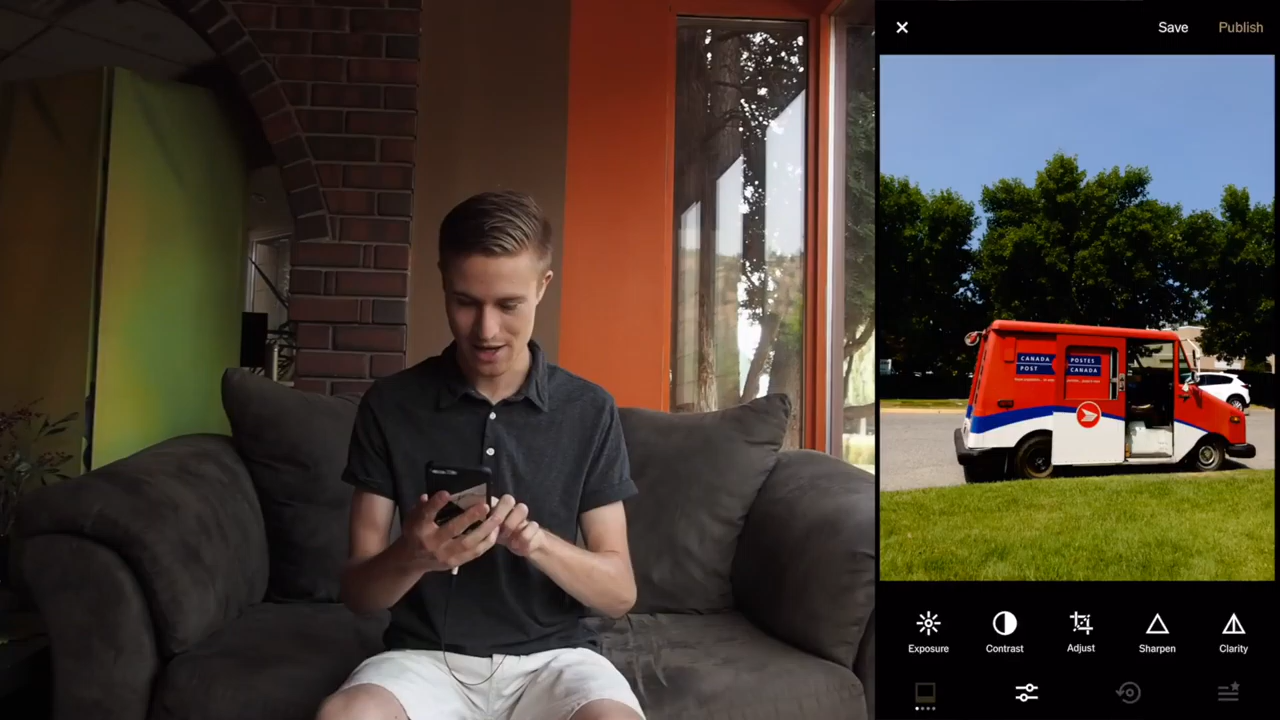 Save Publish
CANADA POSTES
POST CANADA
Exposure Contrast Adjust Sharpen Clarity